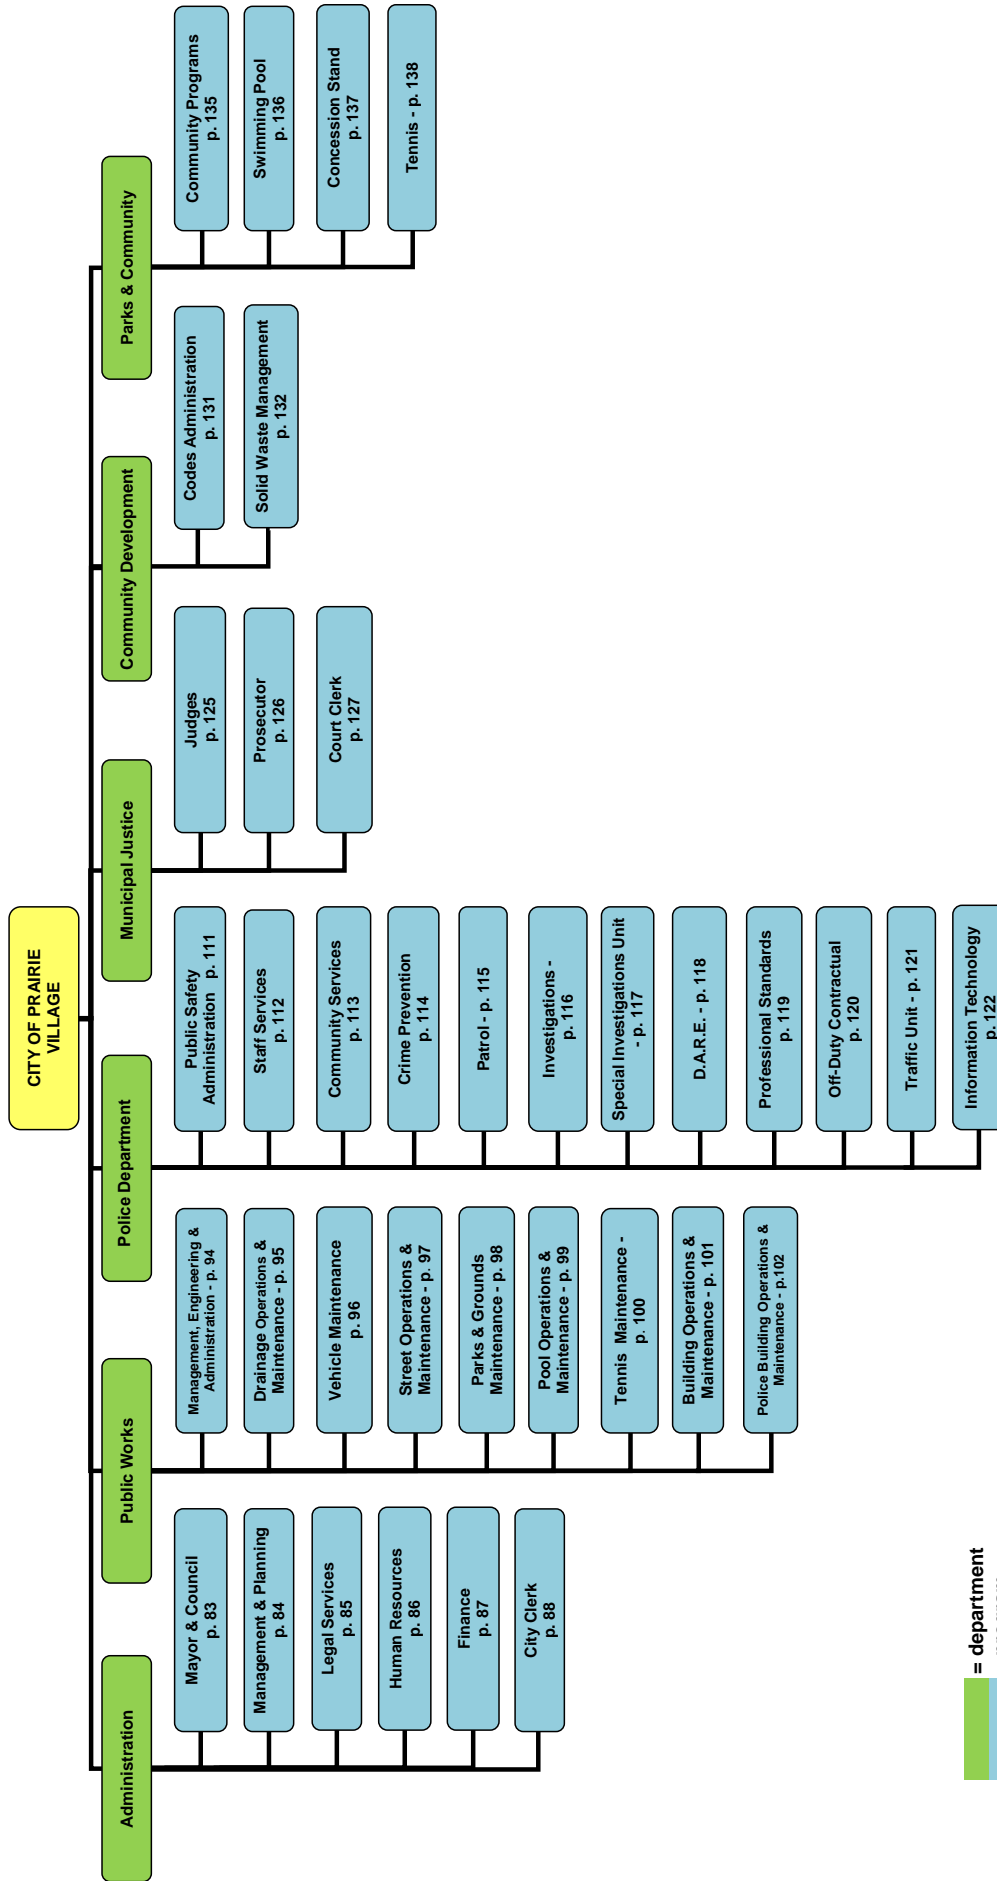 CITY OF PRAIRIE
VILLAGE
Administration
Mayor & Council
p. 83
Management & Planning
p. 84
Legal Services
p. 85
Human Resources
p. 86
Finance
p. 87
City Clerk
p. 88
Public Works
Management, Engineering &
Administration - p. 94
Drainage Operations &
Maintenance - p. 95
Vehicle Maintenance
p. 96
Street Operations &
Maintenance - p. 97
Parks & Grounds
Maintenance - p. 98
Pool Operations &
Maintenance - p. 99
Tennis Maintenance -
p. 100
Building Operations &
Maintenance - p. 101
Police Building Operations &
Maintenance - p.102
Police Department
Public Safety
Administration p. 111
Staff Services
p. 112
Community Services
p. 113
Crime Prevention
p. 114
Patrol - p. 115
Investigations -
p. 116
Special Investigations Unit
- p. 117
D.A.R.E. - p. 118
Professional Standards
p. 119
Off-Duty Contractual
p. 120
Traffic Unit - p. 121
Information Technology
p. 122
Municipal Justice
Judges
p. 125
Prosecutor
p. 126
Court Clerk
p. 127
Community Development
Codes Administration
p. 131
Solid Waste Management
p. 132
Parks & Community
Community Programs
p. 135
Swimming Pool
p. 136
Concession Stand
p. 137
Tennis - p. 138
= department